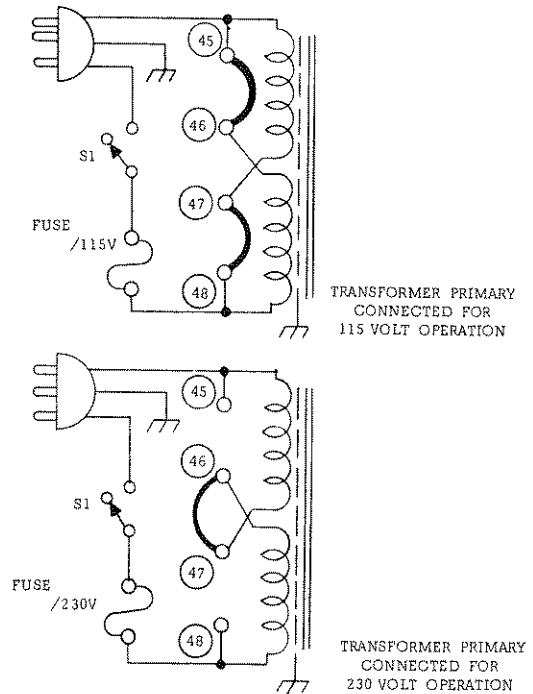 45
46
S1
47
FUSE
/115V
48
TRANSFORMER PRIMARY
CONNECTED FOR
115 VOLT OPERATION
45
46
S1
47
FUSE
/230V
48
TRANSFORMER PRIMARY
CONNECTED FOR
230 VOLT OPERATION